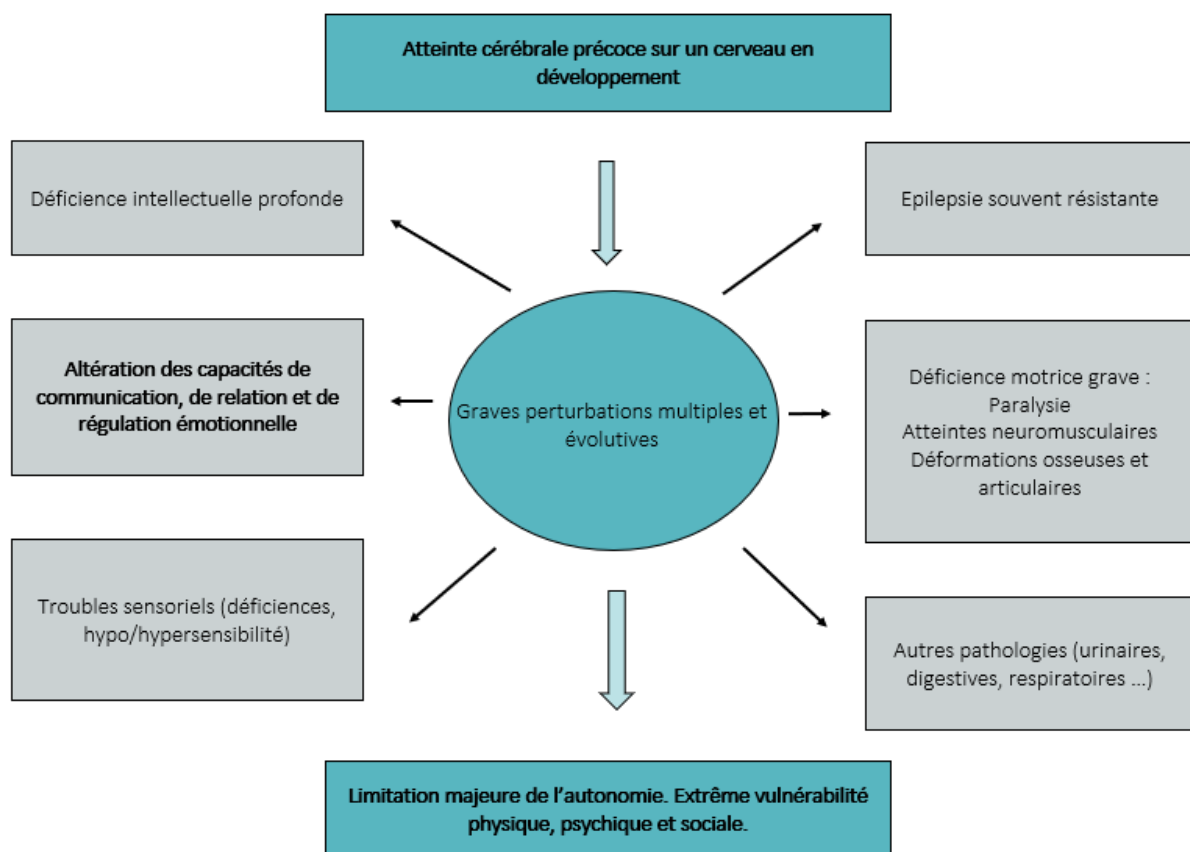 Atteinte cérébrale précoce sur un cerveau en
développement
Déficience intellectuelle profonde
Epilepsie souvent résistante
Altération des capacités de
communication, de relation et de
régulation émotionnelle
Graves perturbations multiples et
évolutives
Déficience motrice grave :
Paralysie
Atteintes neuromusculaires
Déformations osseuses et
articulaires
Troubles sensoriels (déficiences,
hypo/hypersensibilité)
Autres pathologies (urinaires,
digestives, respiratoires ...)
Limitation majeure de l’autonomie. Extrême vulnérabilité
physique, psychique et sociale.